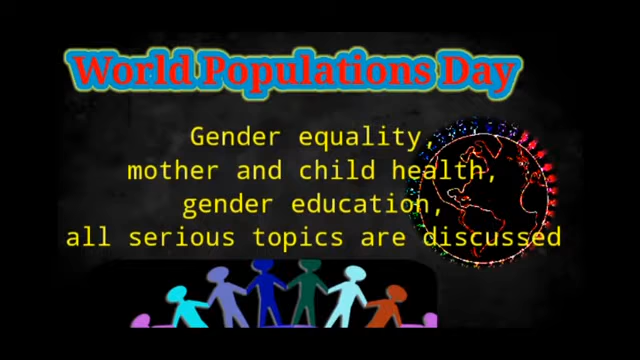 World Populations Day
Gender equality,
mother and child health,
gender education,
all serious topics are discussed